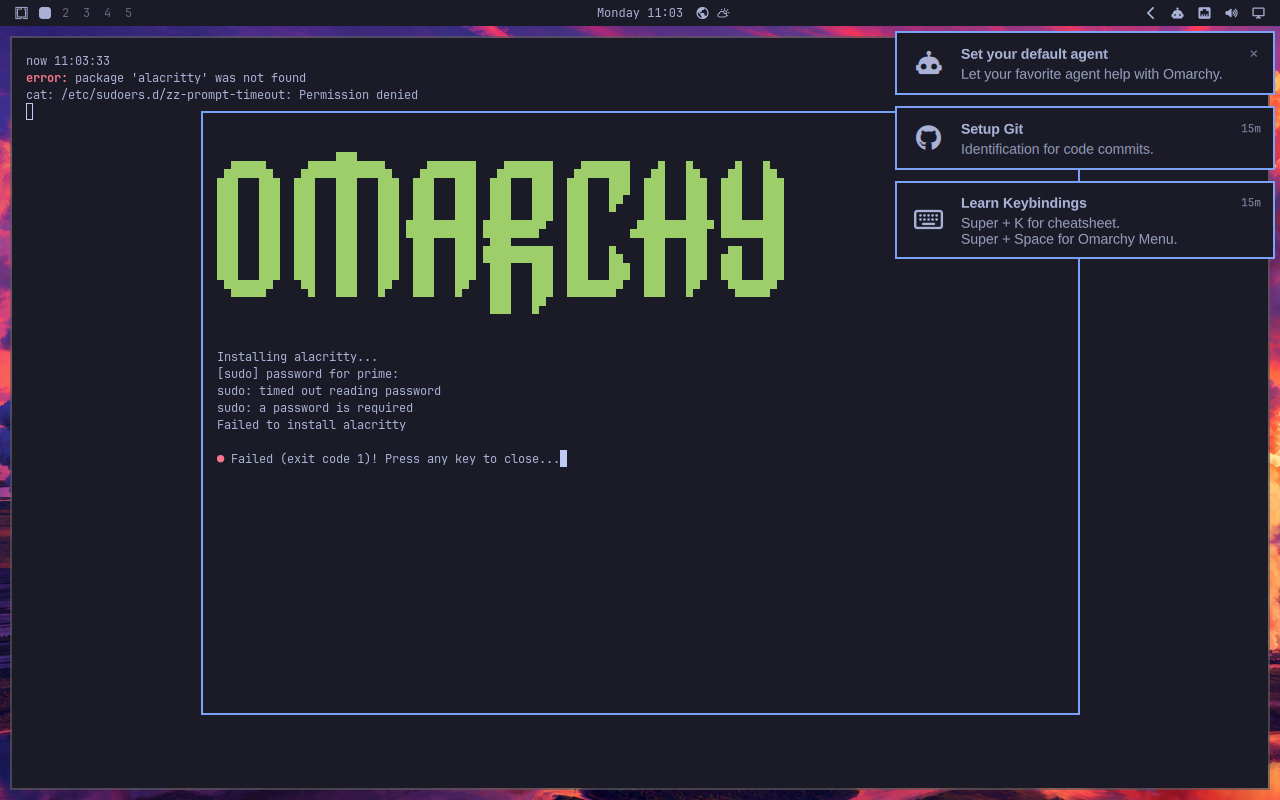 2 3 4 5
Monday 11:03
now 11:03:33
error: package 'alacritty' was not found
cat: /etc/sudoers.d/zz-prompt-timeout: Permission denied
Set your default agent
Let your favorite agent help with Omarchy.
Setup Git 15m
Identification for code commits.
Learn Keybindings 15m
Super + K for cheatsheet.
Super + Space for Omarchy Menu.
OMARCHY
Installing alacritty...
[sudo] password for prime:
sudo: timed out reading password
sudo: a password is required
Failed to install alacritty
● Failed (exit code 1)! Press any key to close...